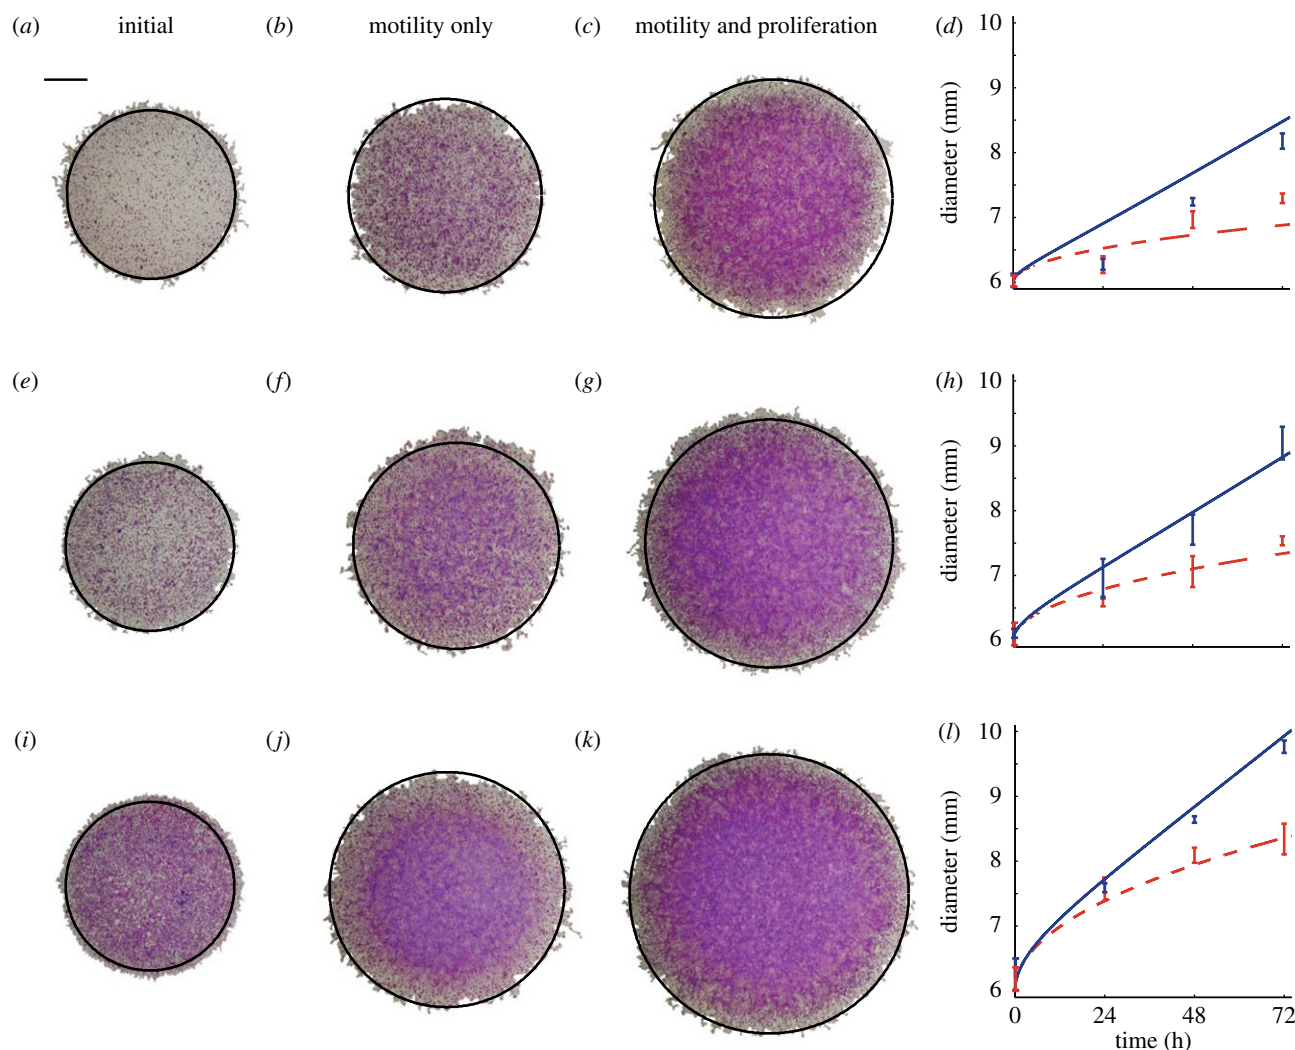 (a) initial (b) motility only (c) motility and proliferation (d) 10
9
8
7
6
diameter (mm)
(e) (f) (g) (h) 10
9
8
7
6
diameter (mm)
(i) (j) (k) (l) 10
9
8
7
6
diameter (mm)
0 24 48 72
time (h)